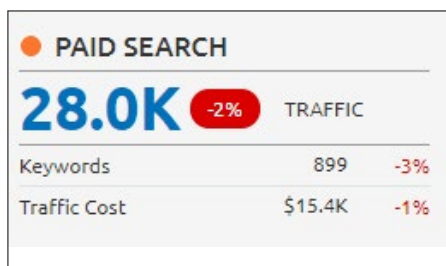 PAID SEARCH
28.0K -2% TRAFFIC
Keywords 899 -3%
Traffic Cost $15.4K -1%